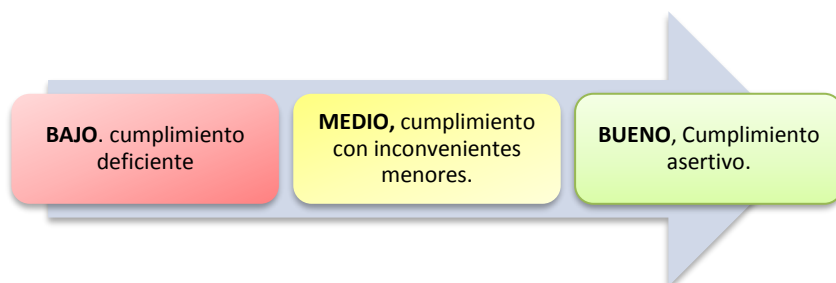 BAJO. cumplimiento
deficiente
MEDIO, cumplimiento
con inconvenientes
menores.
BUENO, Cumplimiento
asertivo.